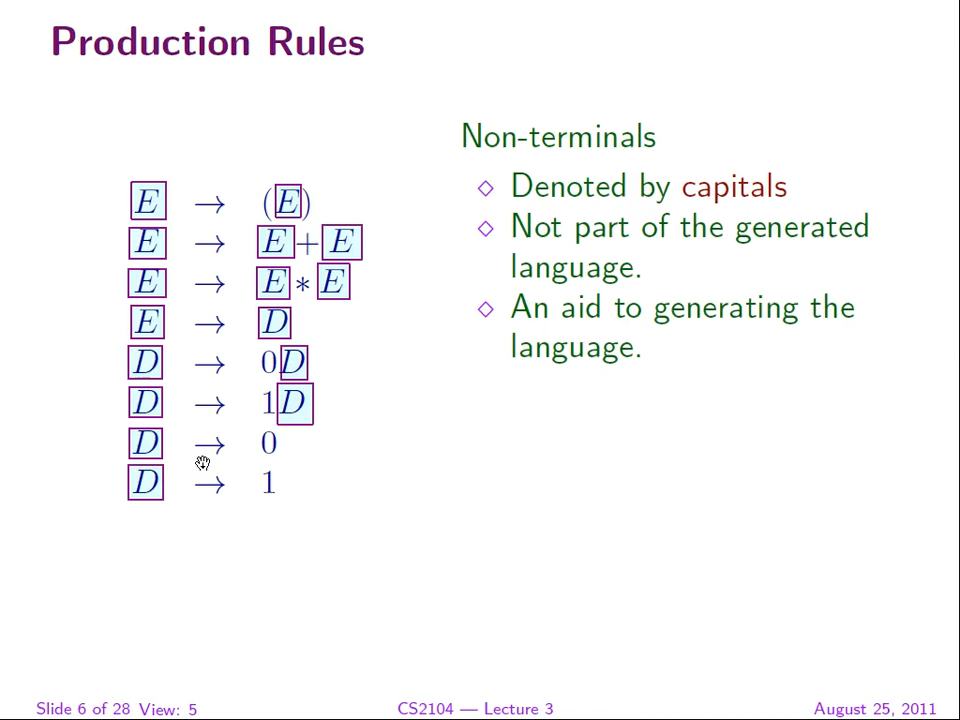 Production Rules
E → (E)
E → E + E
E → E ∗ E
E → D
D → 0D
D → 1D
D → 0
D → 1
Non-terminals
◇ Denoted by capitals
◇ Not part of the generated
language.
◇ An aid to generating the
language.
Slide 6 of 28 View: 5
CS2104 — Lecture 3
August 25, 2011